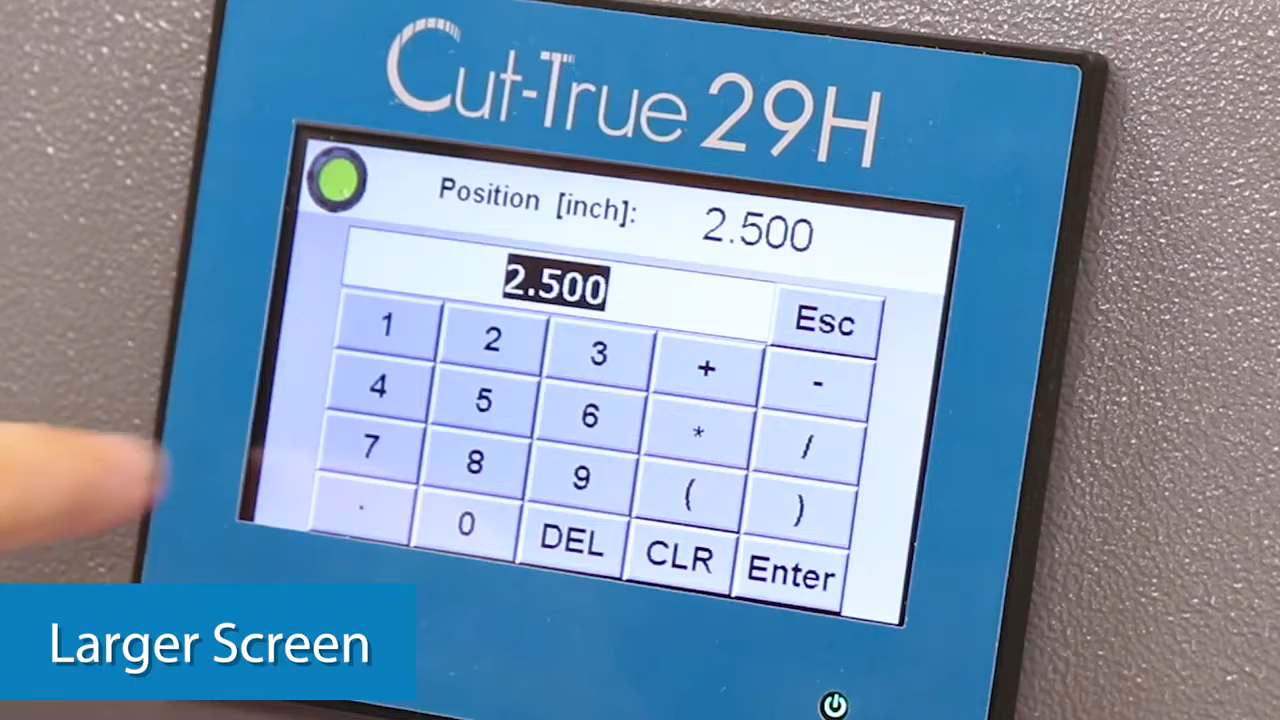 Cut-True 29H
Position [inch]: 2.500
2.500 Esc
1 2 3 + -
4 5 6 * /
7 8 9 ( )
. 0 DEL CLR Enter
Larger Screen